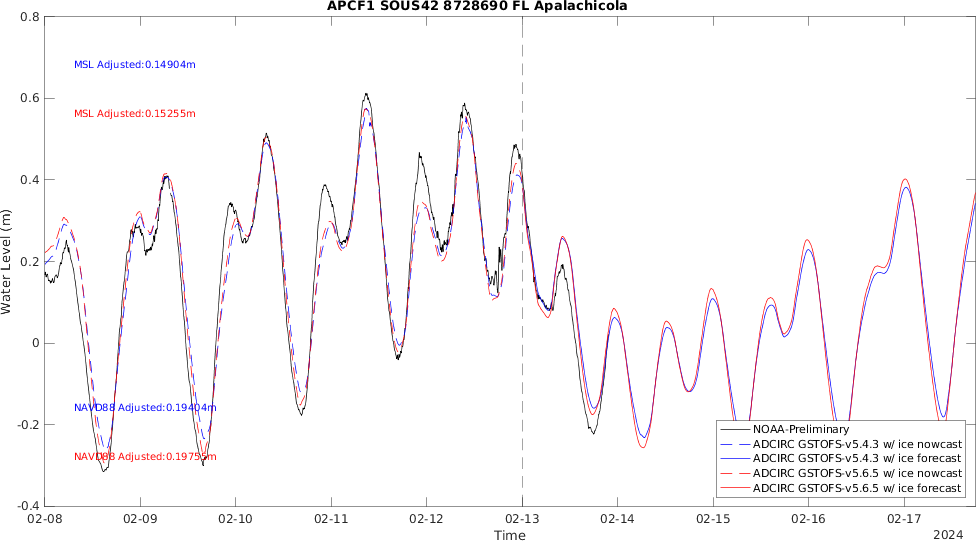 APCF1 SOUS42 8728690 FL Apalachicola
0.8
0.6
0.4
0.2
0
-0.2
-0.4
Water Level (m)
MSL Adjusted:0.14904m
MSL Adjusted:0.15255m
NAVD88 Adjusted:0.19404m
NAVD88 Adjusted:0.19755m
NOAA-Preliminary
ADCIRC GSTOFS-v5.4.3 w/ ice nowcast
ADCIRC GSTOFS-v5.4.3 w/ ice forecast
ADCIRC GSTOFS-v5.6.5 w/ ice nowcast
ADCIRC GSTOFS-v5.6.5 w/ ice forecast
02-08 02-09 02-10 02-11 02-12 02-13 02-14 02-15 02-16 02-17
Time
2024